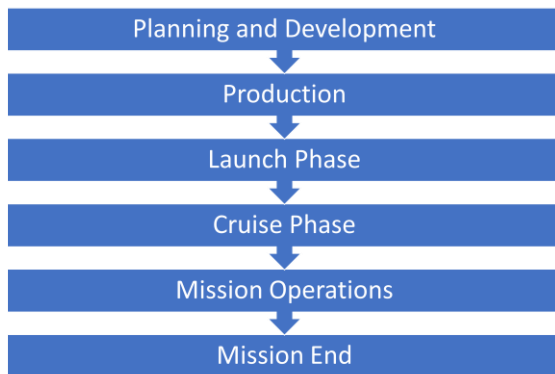 Planning and Development
Production
Launch Phase
Cruise Phase
Mission Operations
Mission End